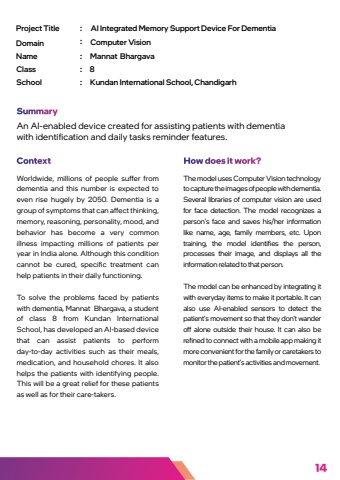 Project Title : AI Integrated Memory Support Device For Dementia
Domain : Computer Vision
Name : Mannat Bhargava
Class : 8
School : Kundan International School, Chandigarh
Summary
An AI-enabled device created for assisting patients with dementia
with identification and daily tasks reminder features.
Context
Worldwide, millions of people suffer from
dementia and this number is expected to
even rise hugely by 2050. Dementia is a
group of symptoms that can affect thinking,
memory, reasoning, personality, mood, and
behavior has become a very common
illness impacting millions of patients per
year in India alone. Although this condition
cannot be cured, specific treatment can
help patients in their daily functioning.
To solve the problems faced by patients
with dementia, Mannat Bhargava, a student
of class 8 from Kundan International
School, has developed an AI-based device
that can assist patients to perform
day-to-day activities such as their meals,
medication, and household chores. It also
helps the patients with identifying people.
This will be a great relief for these patients
as well as for their care-takers.
How does it work?
The model uses Computer Vision technology
to capture the images of people with dementia.
Several libraries of computer vision are used
for face detection. The model recognizes a
person's face and saves his/her information
like name, age, family members, etc. Upon
training, the model identifies the person,
processes their image, and displays all the
information related to that person.
The model can be enhanced by integrating it
with everyday items to make it portable. It can
also use AI-enabled sensors to detect the
patient's movement so that they don't wander
off alone outside their house. It can also be
refined to connect with a mobile app making it
more convenient for the family or caretakers to
monitor the patient's activities and movement.
14